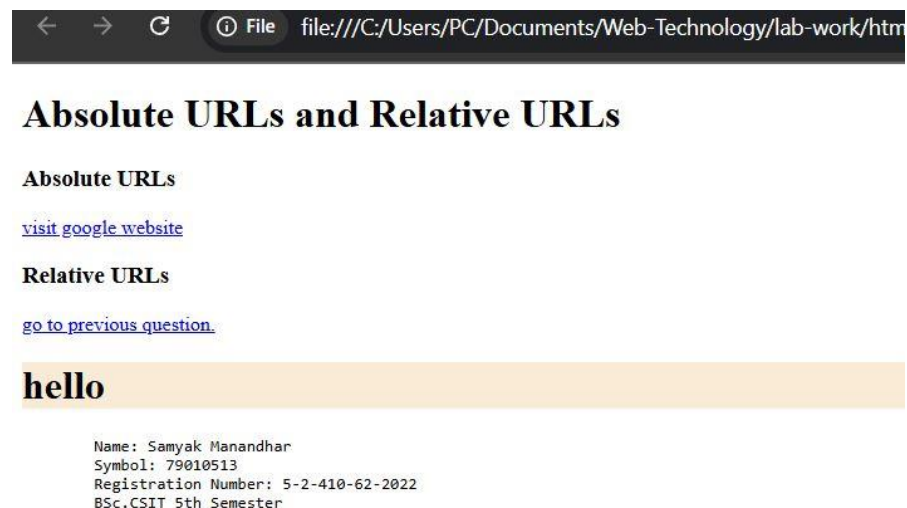 File file:///C:/Users/PC/Documents/Web-Technology/lab-work/htm
Absolute URLs and Relative URLs
Absolute URLs
visit google website
Relative URLs
go to previous question.
hello
Name: Samyak Manandhar
Symbol: 79010513
Registration Number: 5-2-410-62-2022
BSc.CSIT 5th Semester